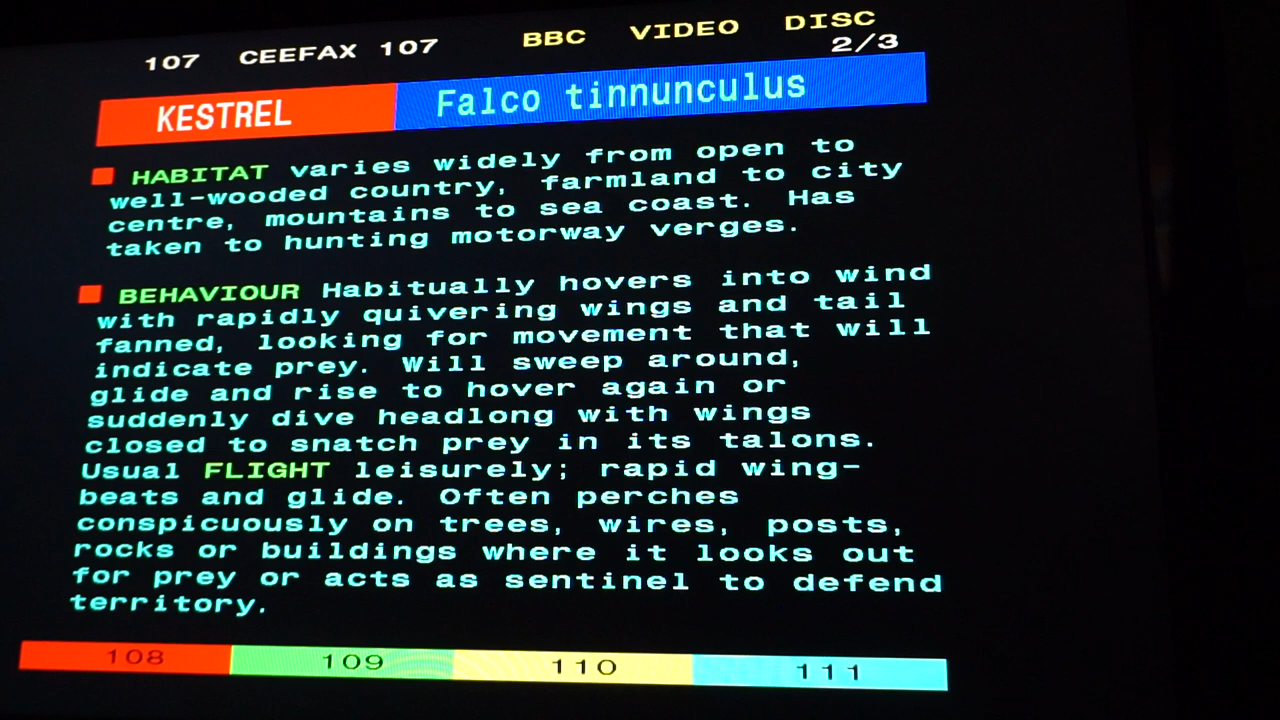 107 CEEFAX 107 BBC VIDEO DISC
2/3
KESTREL Falco tinnunculus
HABITAT varies widely from open to
well-wooded country, farmland to city
centre, mountains to sea coast. Has
taken to hunting motorway verges.
BEHAVIOUR Habitually hovers into wind
with rapidly quivering wings and tail
fanned, looking for movement that will
indicate prey. Will sweep around,
glide and rise to hover again or
suddenly dive headlong with wings
closed to snatch prey in its talons.
Usual FLIGHT leisurely; rapid wing-
beats and glide. Often perches
conspicuously on trees, wires, posts,
rocks or buildings where it looks out
for prey or acts as sentinel to defend
territory.
108 109 110 111